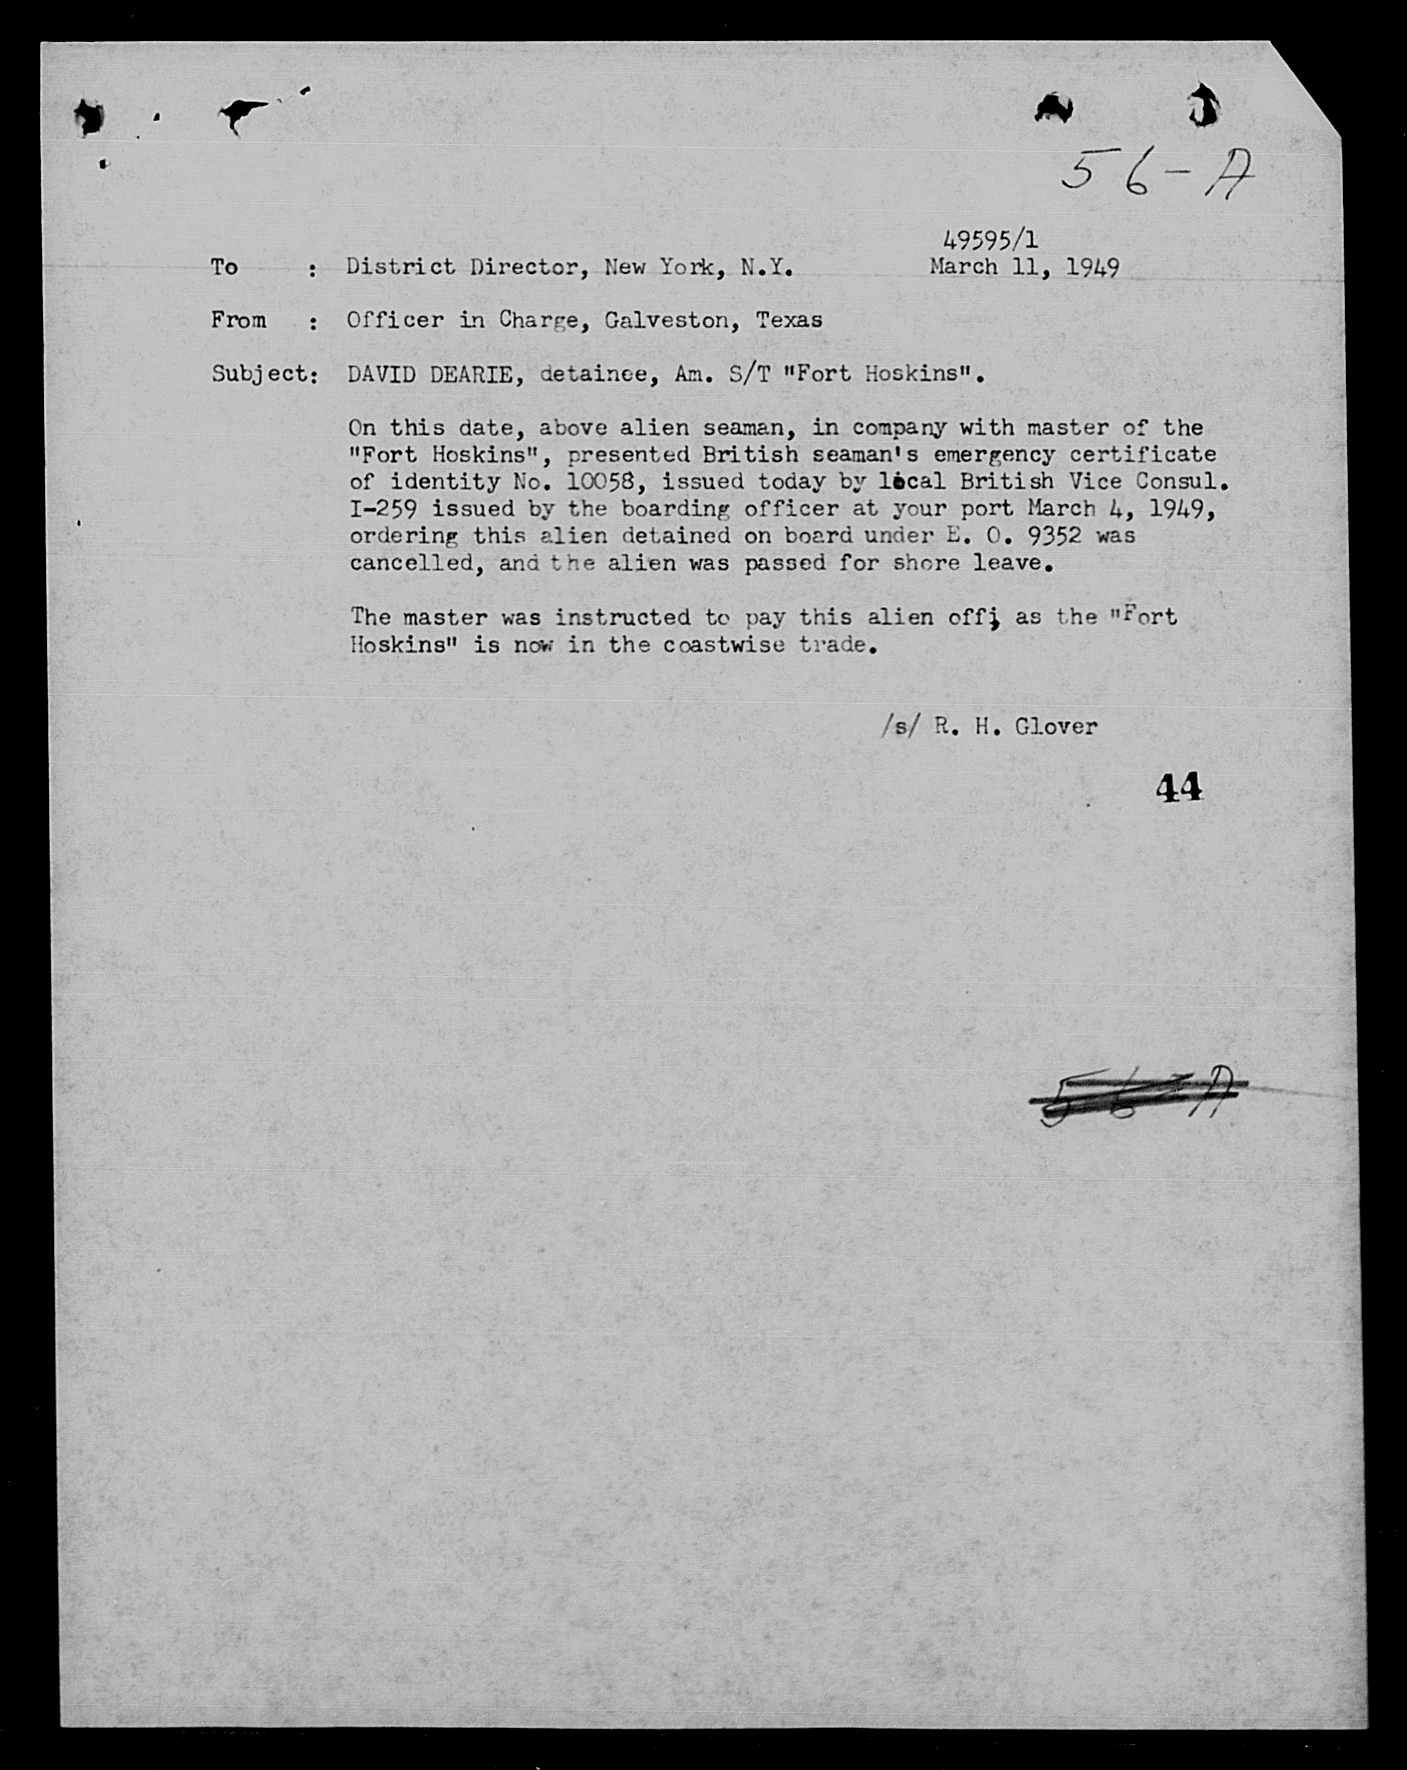 56-A
49595/1
To : District Director, New York, N.Y. March 11, 1949
From : Officer in Charge, Galveston, Texas
Subject: DAVID DEARIE, detainee, Am. S/T "Fort Hoskins".
On this date, above alien seaman, in company with master of the
"Fort Hoskins", presented British seaman's emergency certificate
of identity No. 10058, issued today by local British Vice Consul.
I-259 issued by the boarding officer at your port March 4, 1949,
ordering this alien detained on board under E. O. 9352 was
cancelled, and the alien was passed for shore leave.
The master was instructed to pay this alien off, as the "Fort
Hoskins" is now in the coastwise trade.
/s/ R. H. Glover
44
56-A